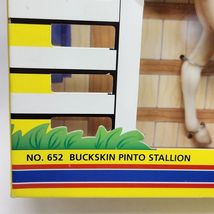 NO. 652 BUCKSKIN PINTO STALLION